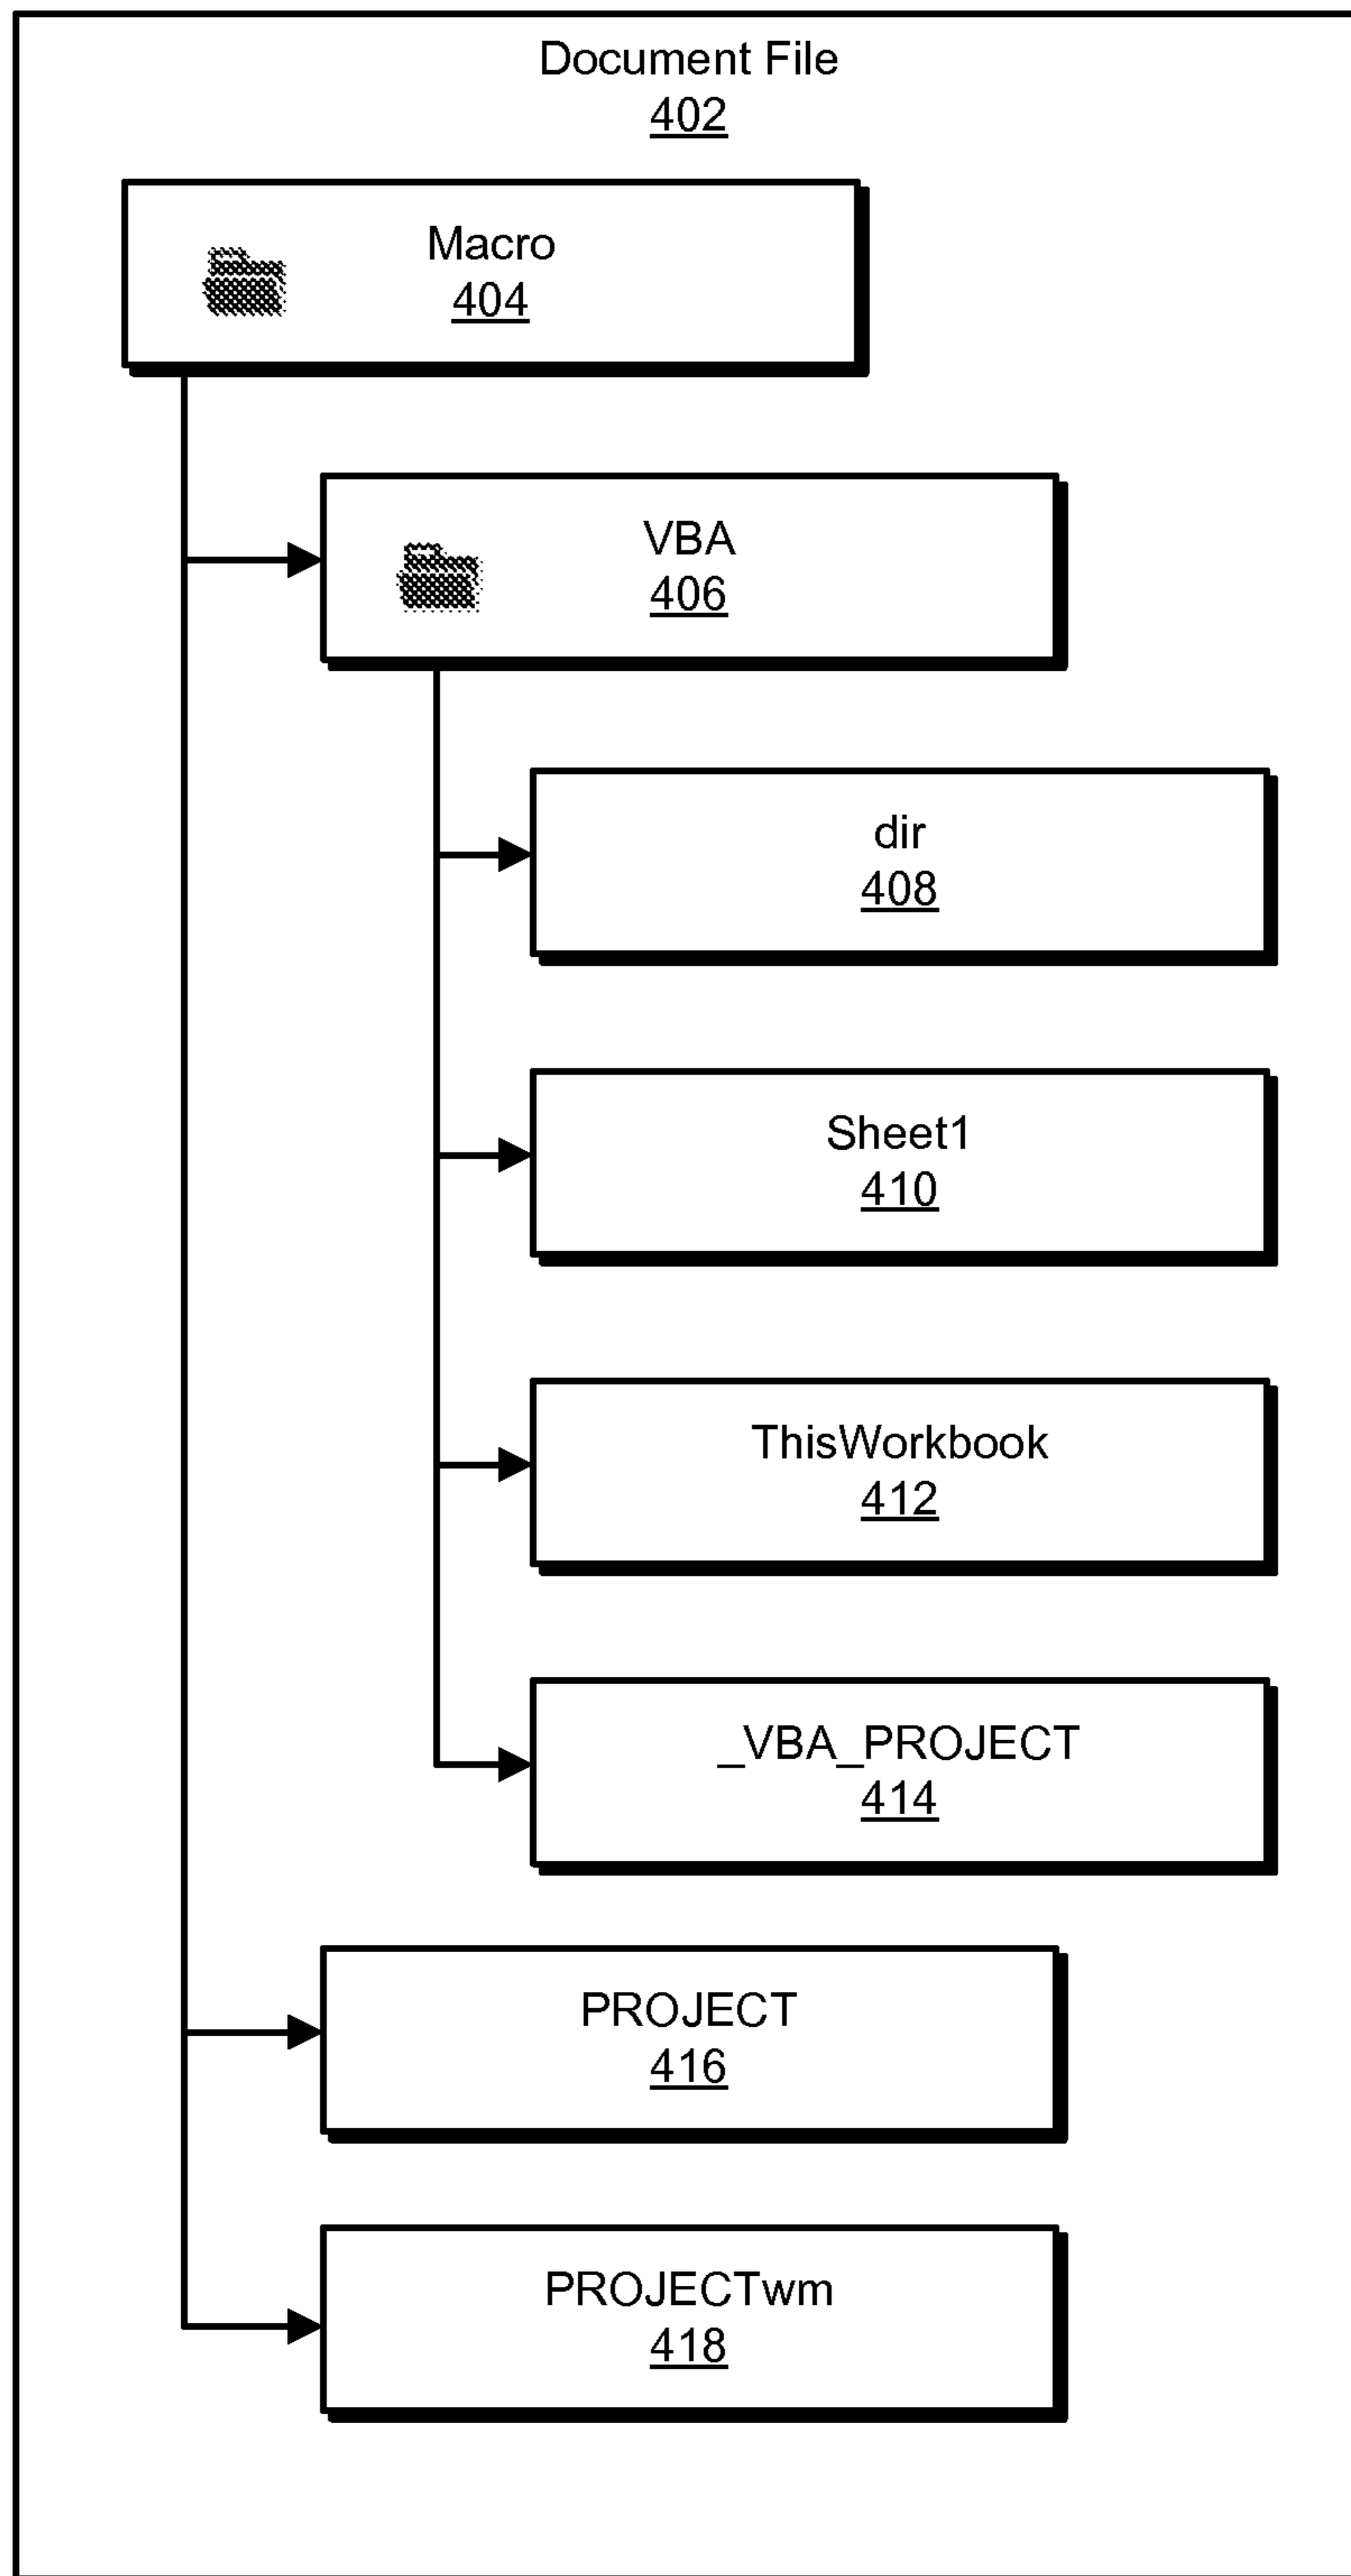 Document File
402
Macro
404
VBA
406
dir
408
Sheet1
410
ThisWorkbook
412
_VBA_PROJECT
414
PROJECT
416
PROJECTwm
418